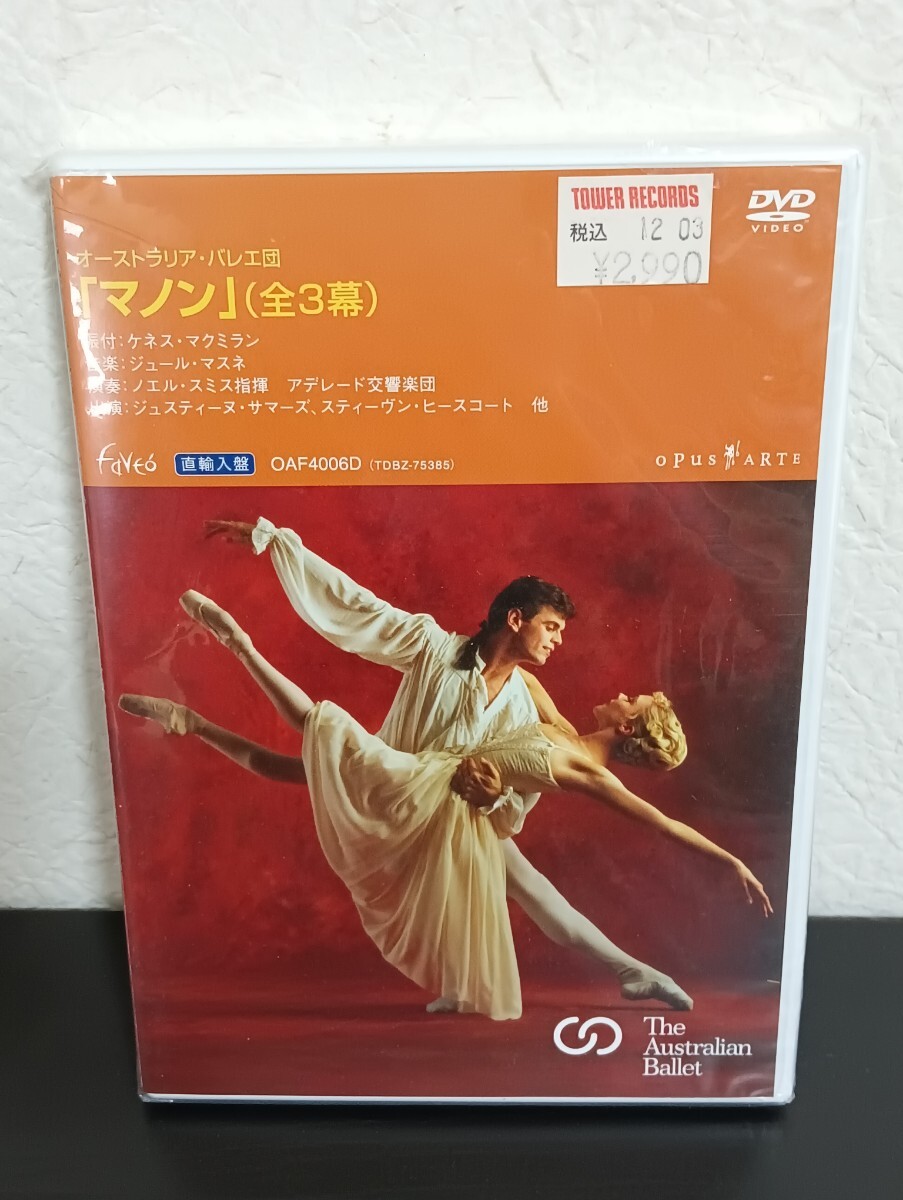 TOWER RECORDS
税込 12 03
¥2,990
DVD
VIDEO
オーストラリア・バレエ団
「マノン」(全3幕)
振付:ケネス・マクミラン
音楽:ジュール・マスネ
演奏:ノエル・スミス指揮 アデレード交響楽団
出演:ジュスティーヌ・サマーズ、スティーヴン・ヒースコート 他
faveo
直輸入盤 OAF4006D (TDBZ-75385)
OPUS ARTE
The
Australian
Ballet